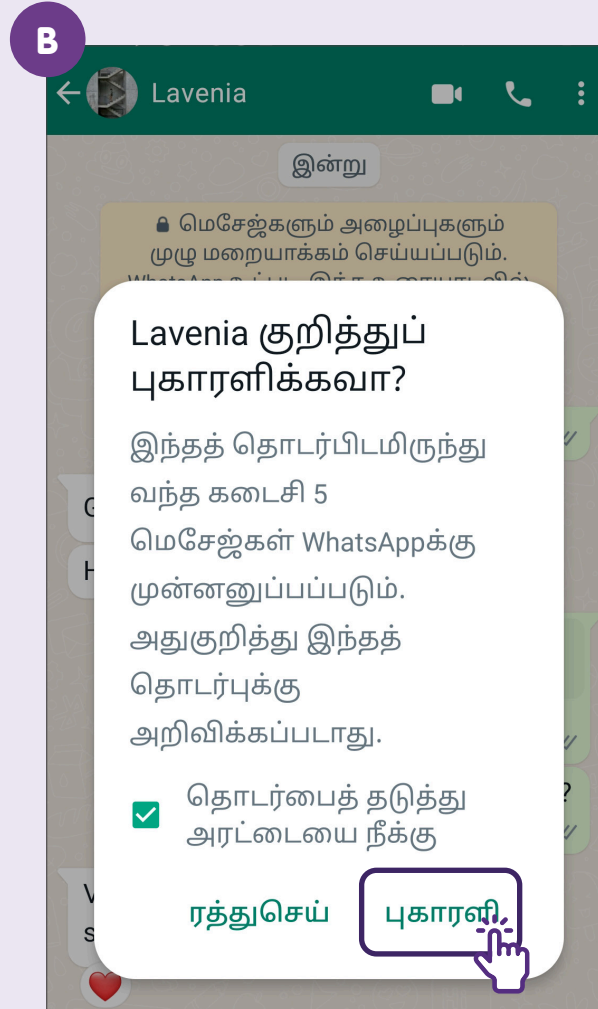 B
Lavenia
இன்று
மெசேஜ்களும் அழைப்புகளும்
முழு மறையாக்கம் செய்யப்படும்.
Lavenia குறித்துப்
புகாரளிக்கவா?
இந்தத் தொடர்பிடமிருந்து
வந்த கடைசி 5
மெசேஜ்கள் WhatsAppக்கு
முன்னனுப்பப்படும்.
அதுகுறித்து இந்தத்
தொடர்புக்கு
அறிவிக்கப்படாது.
தொடர்பைத் தடுத்து
அரட்டையை நீக்கு
ரத்துசெய் புகாரளி